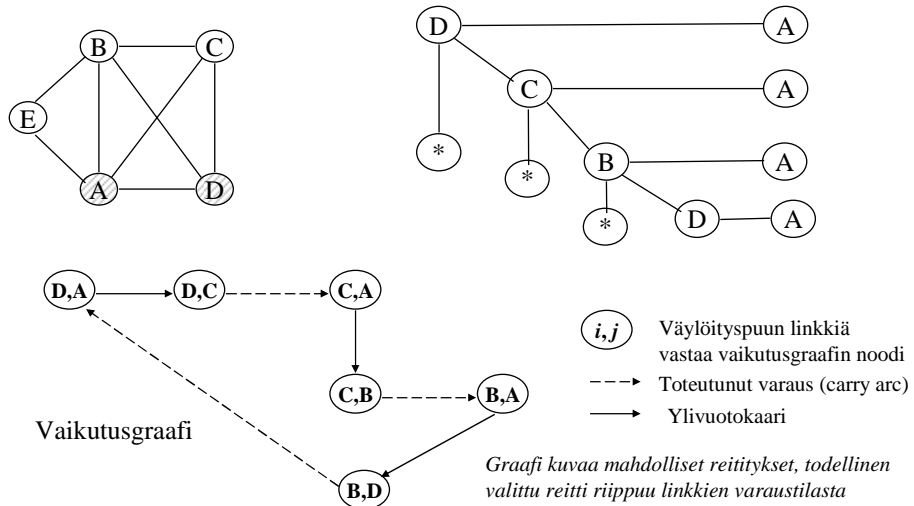 B C
E
A D
D A
C A
* * B A
* D A
D,A D,C C,A
C,B B,A
B,D
Vaikutusgraafi
i,j Väylöityspuun linkkiä
vastaa vaikutusgraafin noodi
Toteutunut varaus (carry arc)
Ylivuotokaari
Graafi kuvaa mahdolliset reititykset, todellinen
valittu reitti riippuu linkkien varaustilasta